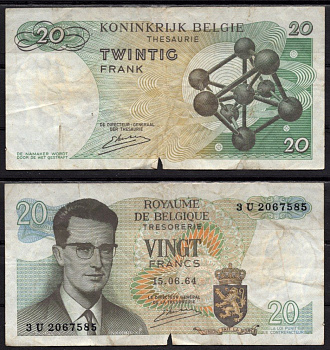 20
KONINKRIJK BELGIE
THESAURIE
20
TWINTIG
FRANK
DE DIRECTEUR-GENERAAL
DER THESAURIE
DE NAMAKER WORDT
DOOR DE WET GESTRAFT
20
20
ROYAUME
DE BELGIQUE
TRESORERIE
3 U 2067585
VINGT
FRANCS
15.06.64
LE DIRECTEUR GENERAL
DE LA TRESORERIE
3 U 2067585
20